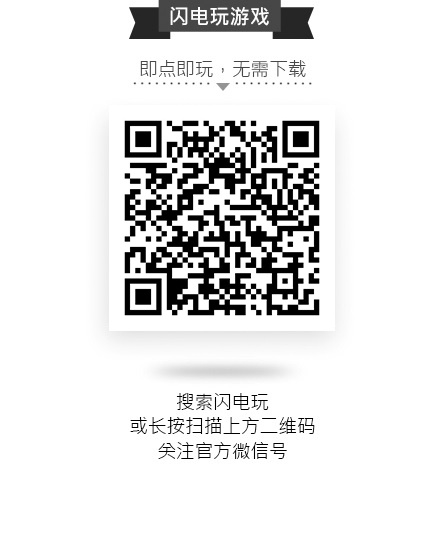 闪电玩游戏
即点即玩，无需下载
搜索闪电玩
或长按扫描上方二维码
关注官方微信号